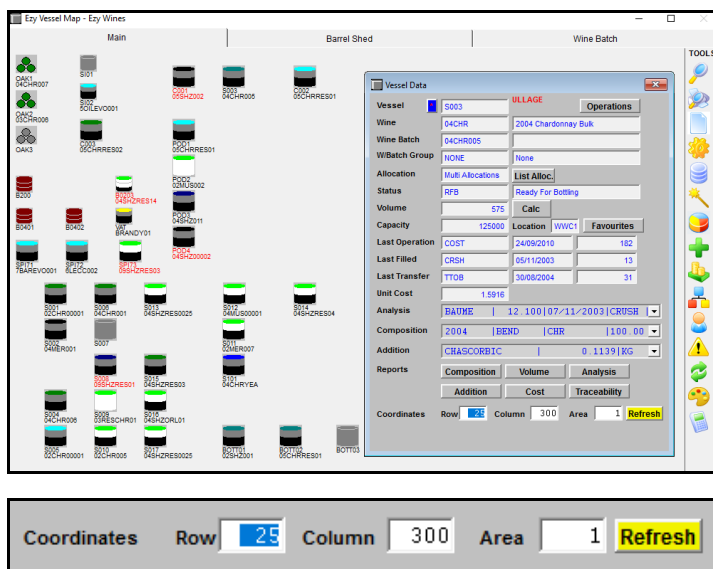 Ezy Vessel Map - Ezy Wines
Main Barrel Shed Wine Batch
TOOLS
OAK1
04CHR007
SI01
C001
05SHZ002
S003
04CHR005
C002
05CHRRES01
OAK2
03CHR006
SI02
SOILEVO001
OAK3
C003
05CHRRES02
POD1
05CHRRES01
POD2
02MUS002
B200
B0203
04SHZRES14
POD3
04SHZ011
B0401
B0402
VAT
BRANDY01
POD4
04SHZ00002
SPI71
7BAREVO001
SPI72
6LECC002
SPI73
09SHZRES03
S001
02CHR00001
S006
04CHR001
S013
04SHZRES0025
S012
04MUS00001
S014
04SHZRES04
S002
04MER001
S007
S011
02MER007
S008
09SHZRES01
S015
04SHZRES03
S101
04CHRYEA
S004
04CHR006
S009
03RESCHR01
S016
04SHZORL01
S005
02CHR00001
S010
02CHR005
S017
04SHZRES0025
BOTT01
02SHZ001
BOTT02
05CHRRES01
BOTT03
Vessel Data
Vessel S003 ULLAGE Operations
Wine 04CHR 2004 Chardonnay Bulk
Wine Batch 04CHR005
W/Batch Group NONE None
Allocation Multi Allocations List Alloc.
Status RFB Ready For Bottling
Volume 575 Calc
Capacity 125000 Location WWC1 Favourites
Last Operation COST 24/09/2010 182
Last Filled CRSH 05/11/2003 13
Last Transfer TTOB 30/08/2004 31
Unit Cost 1.5916
Analysis BAUME | 12.100|07/11/2003|CRUSH |
Composition 2004 |BEND |CHR |100.00
Addition CHASCORBIC | 0.1139|KG
Reports Composition Volume Analysis
Addition Cost Traceability
Coordinates Row 25 Column 300 Area 1 Refresh
Coordinates Row 25 Column 300 Area 1 Refresh